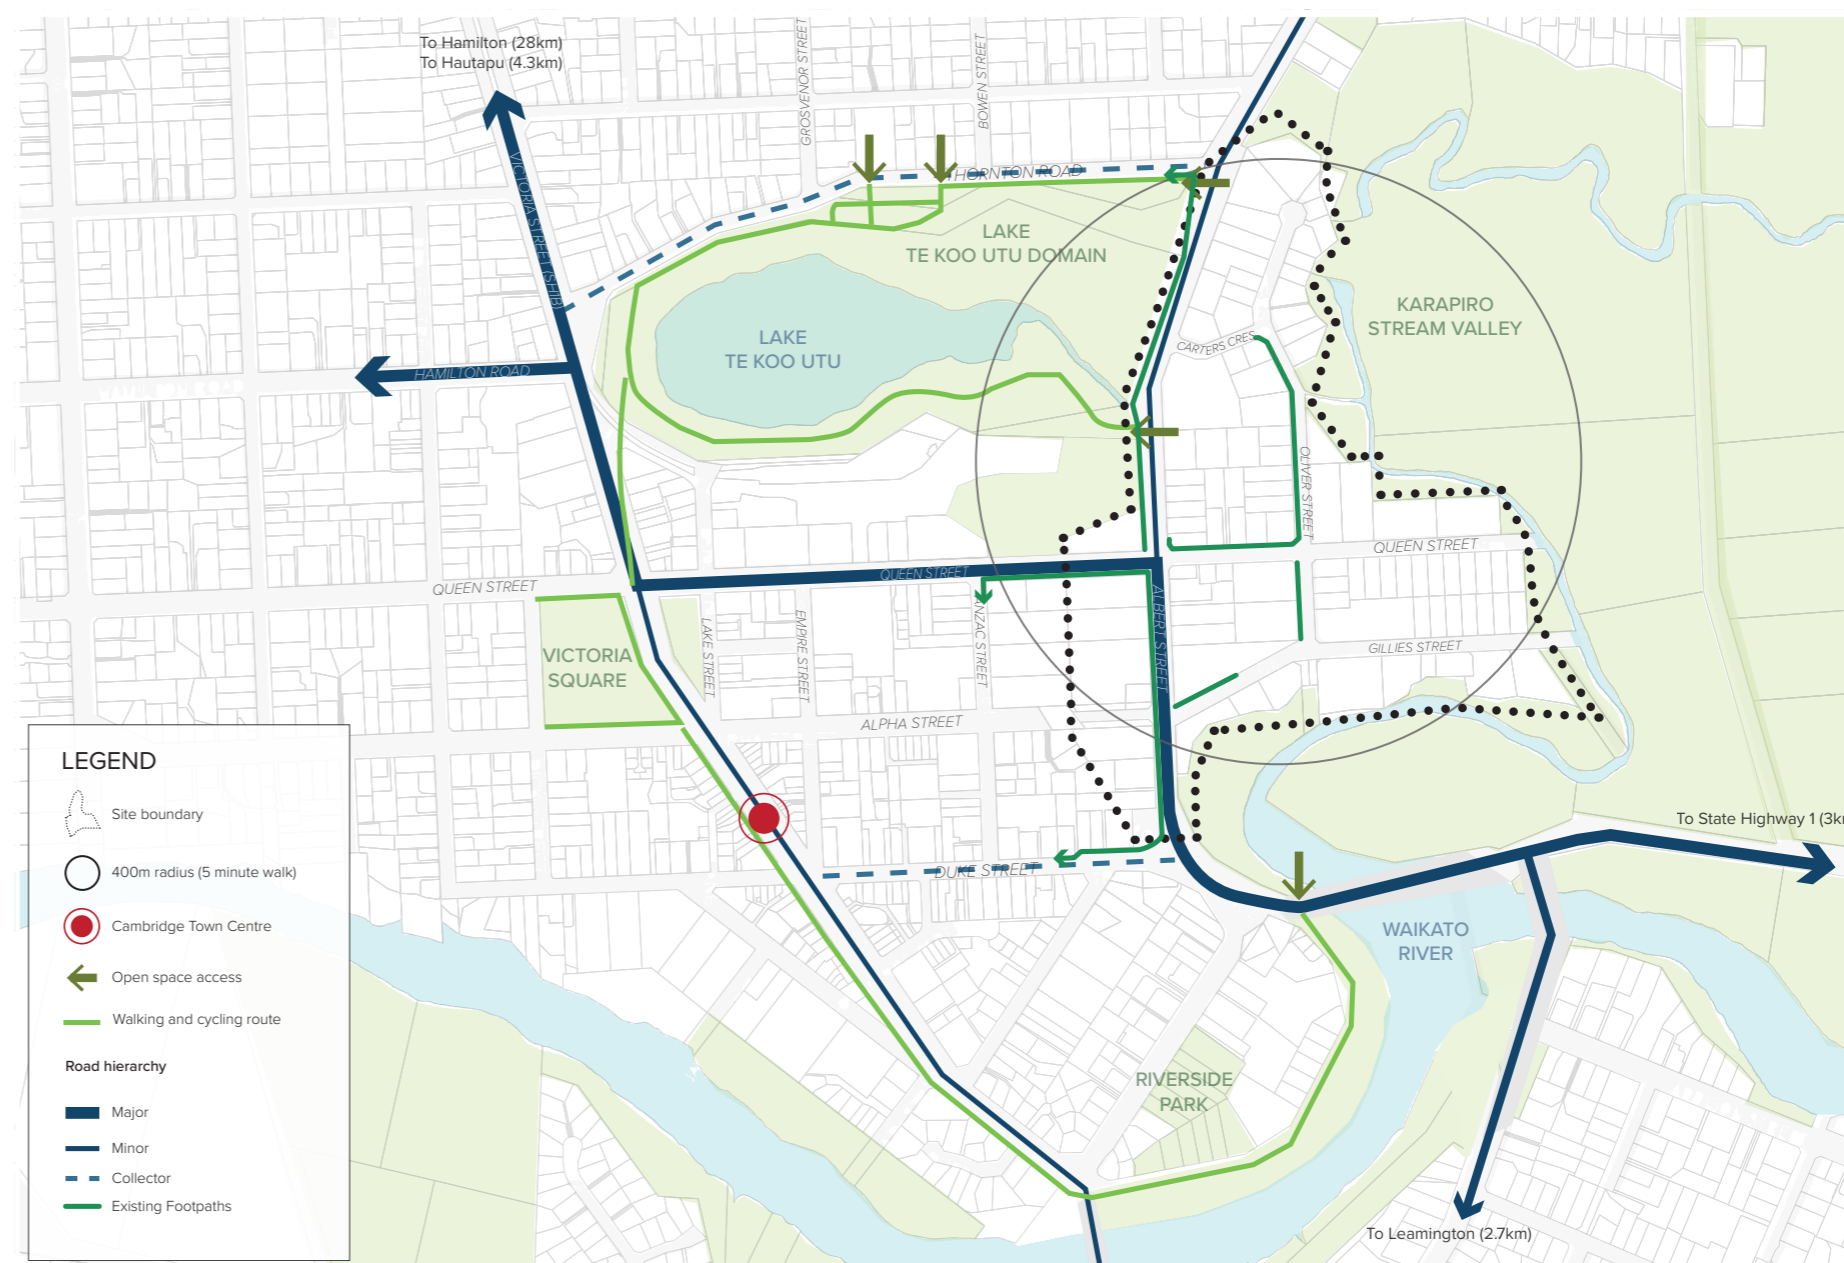 To Hamilton (28km)
To Hautapu (4.3km)
GROSVENOR STREET
BOWEN STREET
VICTORIA STREET (SH1B)
THORNTON ROAD
LAKE
TE KOO UTU DOMAIN
KARAPIRO
STREAM VALLEY
LAKE
TE KOO UTU
CARTERS CRES
HAMILTON ROAD
HAMILTON ROAD
OLIVER STREET
QUEEN STREET
QUEEN STREET
QUEEN STREET
ALBERT STREET
ANZAC STREET
EMPIRE STREET
LAKE STREET
VICTORIA
SQUARE
GILLIES STREET
ALPHA STREET
DUKE STREET
To State Highway 1 (3k
WAIKATO
RIVER
RIVERSIDE
PARK
To Leamington (2.7km)
LEGEND
Site boundary
400m radius (5 minute walk)
Cambridge Town Centre
Open space access
Walking and cycling route
Road hierarchy
Major
Minor
Collector
Existing Footpaths